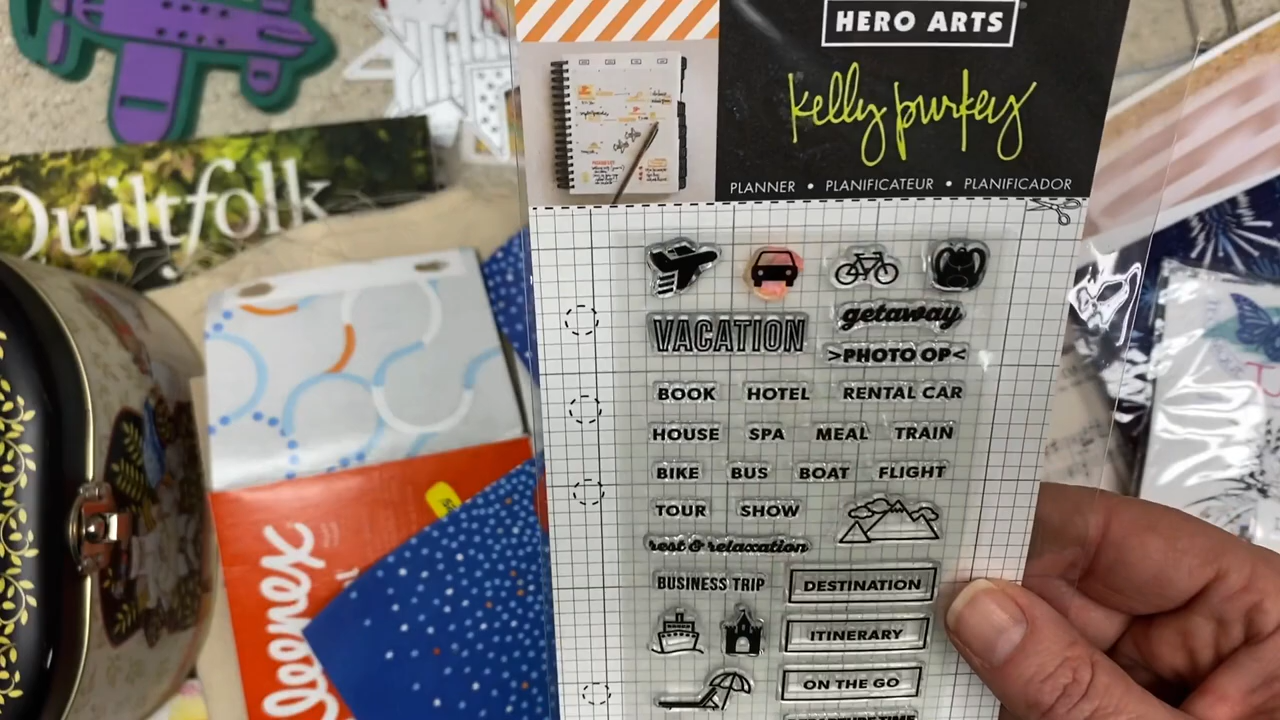 HERO ARTS
kelly purkey
PLANNER • PLANIFICATEUR • PLANIFICADOR
Quiltfolk
VACATION
getaway
>PHOTO OP<
BOOK HOTEL RENTAL CAR
HOUSE SPA MEAL TRAIN
BIKE BUS BOAT FLIGHT
TOUR SHOW
rest & relaxation
BUSINESS TRIP
DESTINATION
ITINERARY
ON THE GO
Kleenex